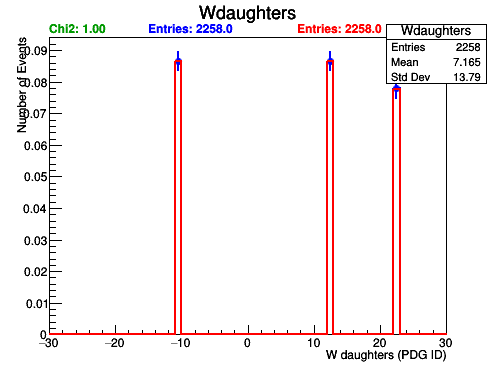 Wdaughters
Chi2: 1.00 Entries: 2258.0 Entries: 2258.0
Wdaughters
Entries 2258
Mean 7.165
Std Dev 13.79
Number of Events
0.09
0.08
0.07
0.06
0.05
0.04
0.03
0.02
0.01
0
−30 −20 −10 0 10 20 30
W daughters (PDG ID)